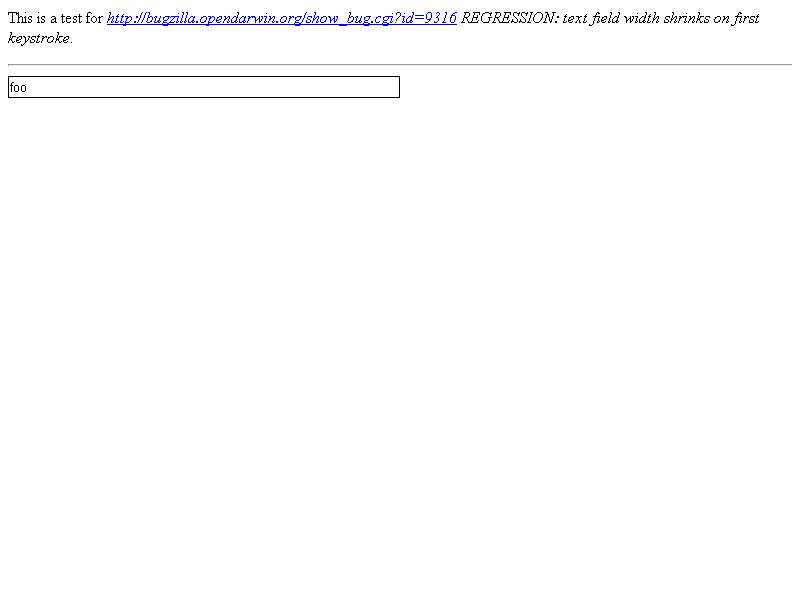 This is a test for http://bugzilla.opendarwin.org/show_bug.cgi?id=9316 REGRESSION: text field width shrinks on first
keystroke.
foo